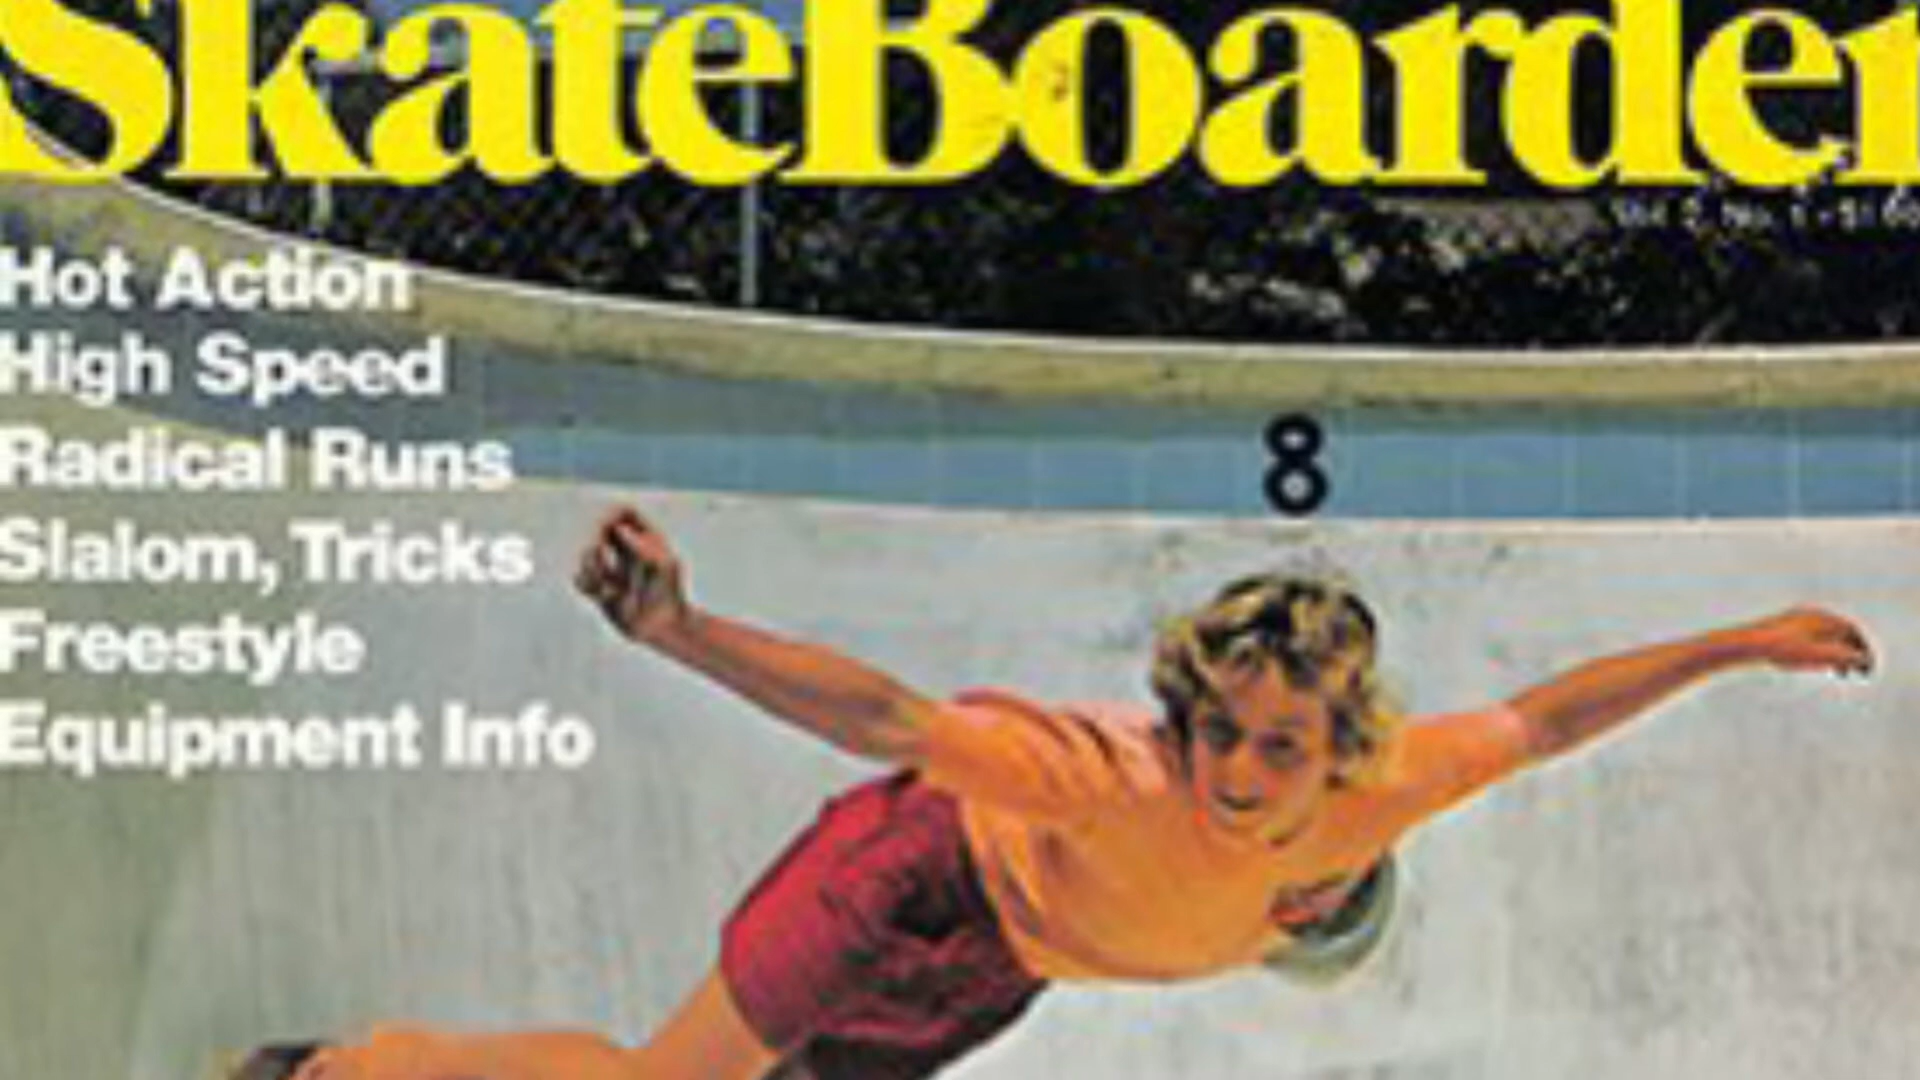 SkateBoarder
Hot Action
High Speed
8
Radical Runs
Slalom, Tricks
Freestyle
Equipment Info